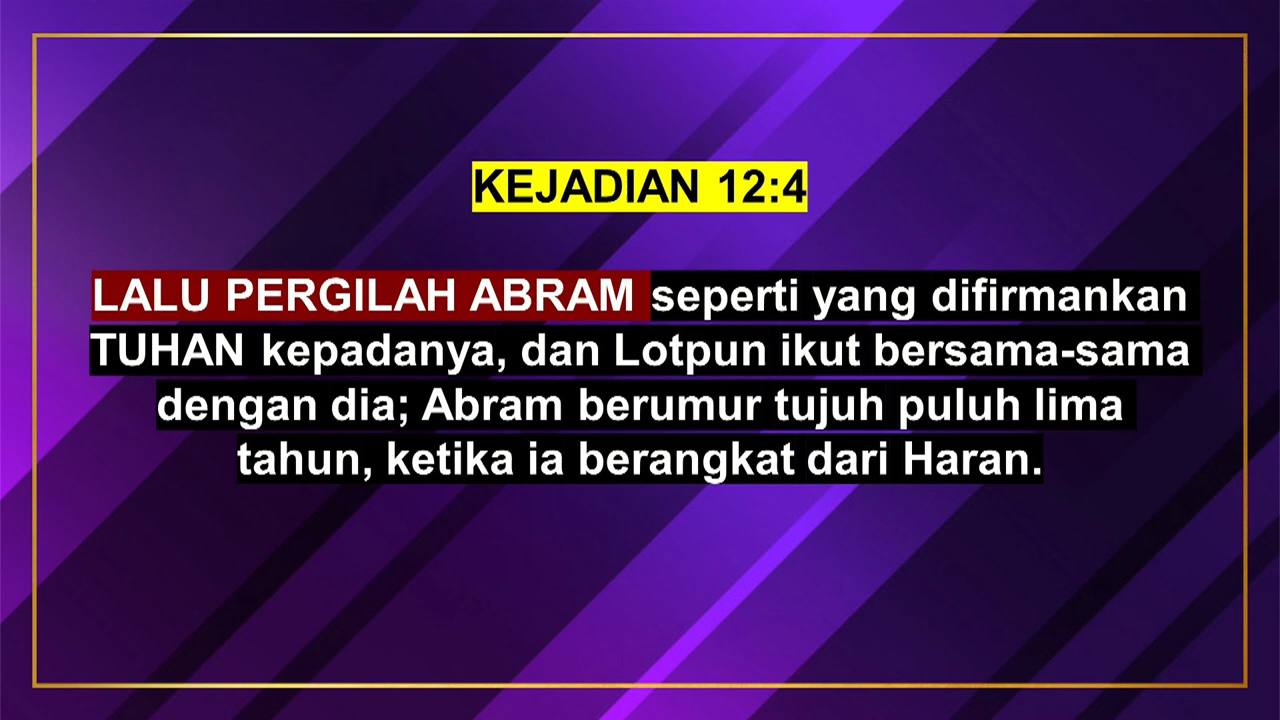 KEJADIAN 12:4
LALU PERGILAH ABRAM seperti yang difirmankan
TUHAN kepadanya, dan Lotpun ikut bersama-sama
dengan dia; Abram berumur tujuh puluh lima
tahun, ketika ia berangkat dari Haran.